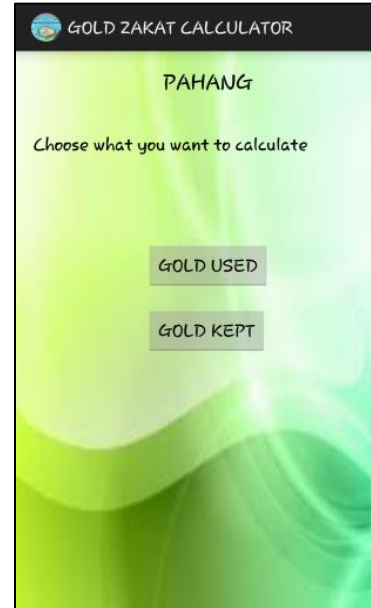 GOLD ZAKAT CALCULATOR
PAHANG
Choose what you want to calculate
GOLD USED
GOLD KEPT